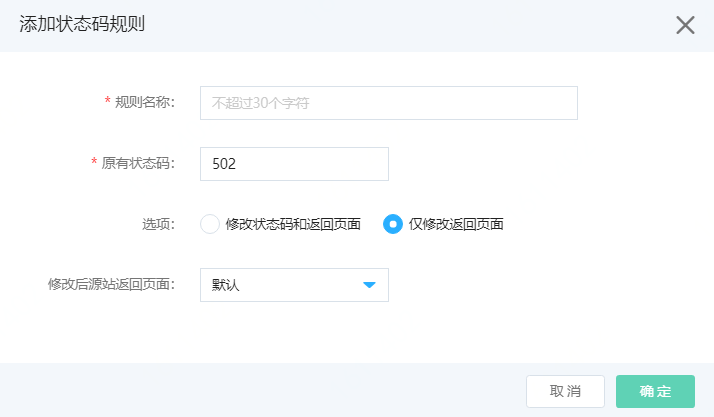 添加状态码规则
* 规则名称: 不超过30个字符
* 原有状态码: 502
选项: 修改状态码和返回页面 仅修改返回页面
修改后源站返回页面: 默认
取消 确定